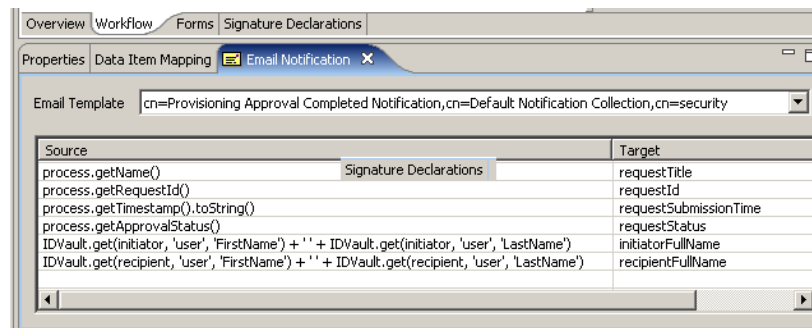 Overview Workflow Forms Signature Declarations
Properties Data Item Mapping Email Notification X
Email Template cn=Provisioning Approval Completed Notification,cn=Default Notification Collection,cn=security
Source Target
Signature Declarations
process.getName() requestTitle
process.getRequestId() requestId
process.getTimestamp().toString() requestSubmissionTime
process.getApprovalStatus() requestStatus
IDVault.get(initiator, 'user', 'FirstName') + ' ' + IDVault.get(initiator, 'user', 'LastName') initiatorFullName
IDVault.get(recipient, 'user', 'FirstName') + ' ' + IDVault.get(recipient, 'user', 'LastName') recipientFullName